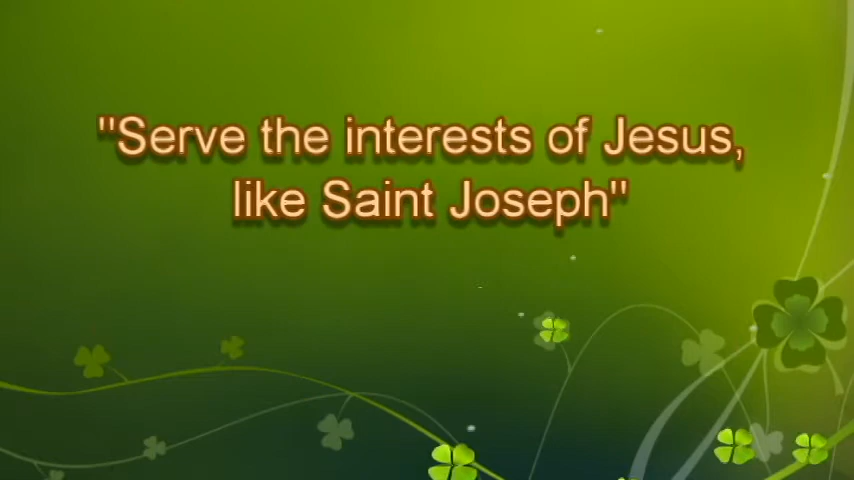 "Serve the interests of Jesus,
like Saint Joseph"